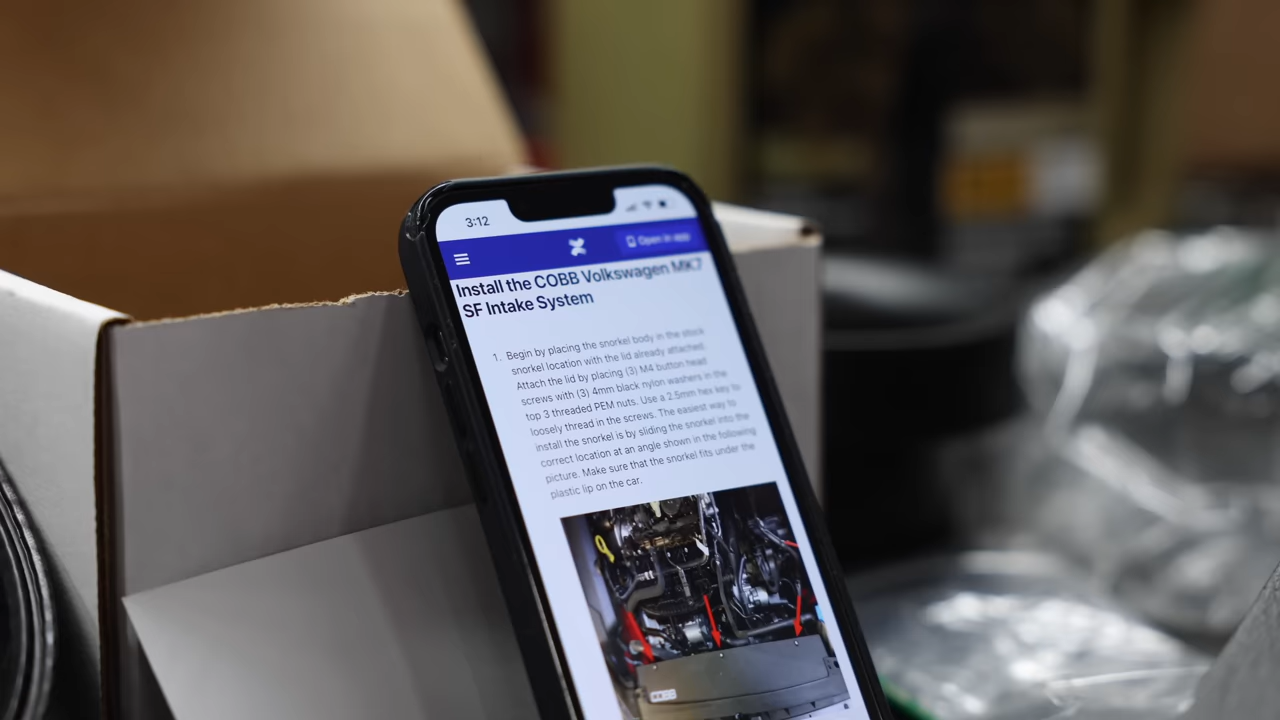 3:12
Open in app
Install the COBB Volkswagen MK7
SF Intake System
1. Begin by placing the snorkel body in the stock
snorkel location with the lid already attached.
Attach the lid by placing (3) M4 button head
screws with (3) 4mm black nylon washers in the
top 3 threaded PEM nuts. Use a 2.5mm hex key to
loosely thread in the screws. The easiest way to
install the snorkel is by sliding the snorkel into the
correct location at an angle shown in the following
picture. Make sure that the snorkel fits under the
plastic lip on the car.